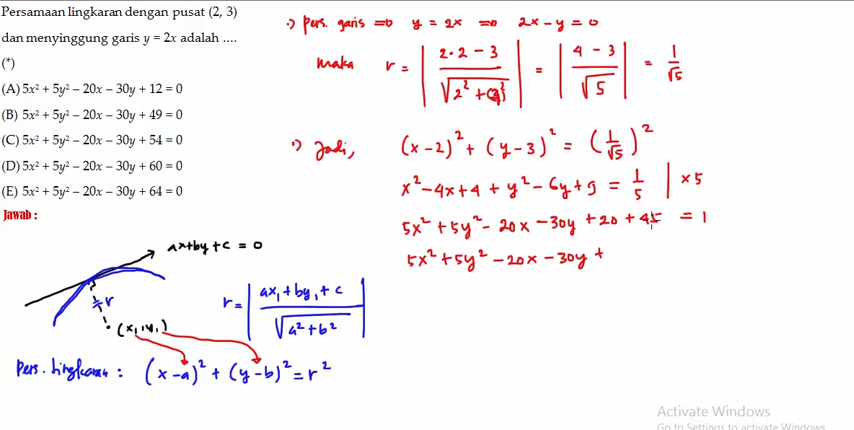 Persamaan lingkaran dengan pusat (2, 3)
dan menyinggung garis y = 2x adalah ....
(*)
(A) 5x² + 5y² – 20x – 30y + 12 = 0
(B) 5x² + 5y² – 20x – 30y + 49 = 0
(C) 5x² + 5y² – 20x – 30y + 54 = 0
(D) 5x² + 5y² – 20x – 30y + 60 = 0
(E) 5x² + 5y² – 20x – 30y + 64 = 0
Jawab :
ax+by+c = 0
r
(x₁,y₁)
r = | (ax₁ + by₁ + c) / √(a² + b²) |
Pers. Lingkaran : (x – a)² + (y – b)² = r²
Pers. garis => y = 2x => 2x – y = 0
maka r = | (2·2 – 3) / √(2² + ()²) | = | (4 – 3) / √5 | = 1/√5
Jadi, (x – 2)² + (y – 3)² = (1/√5)²
x² – 4x + 4 + y² – 6y + 9 = 1/5 | ×5
5x² + 5y² – 20x – 30y + 20 + 45 = 1
5x² + 5y² – 20x – 30y +
Activate Windows
Go to Settings to activate Windows